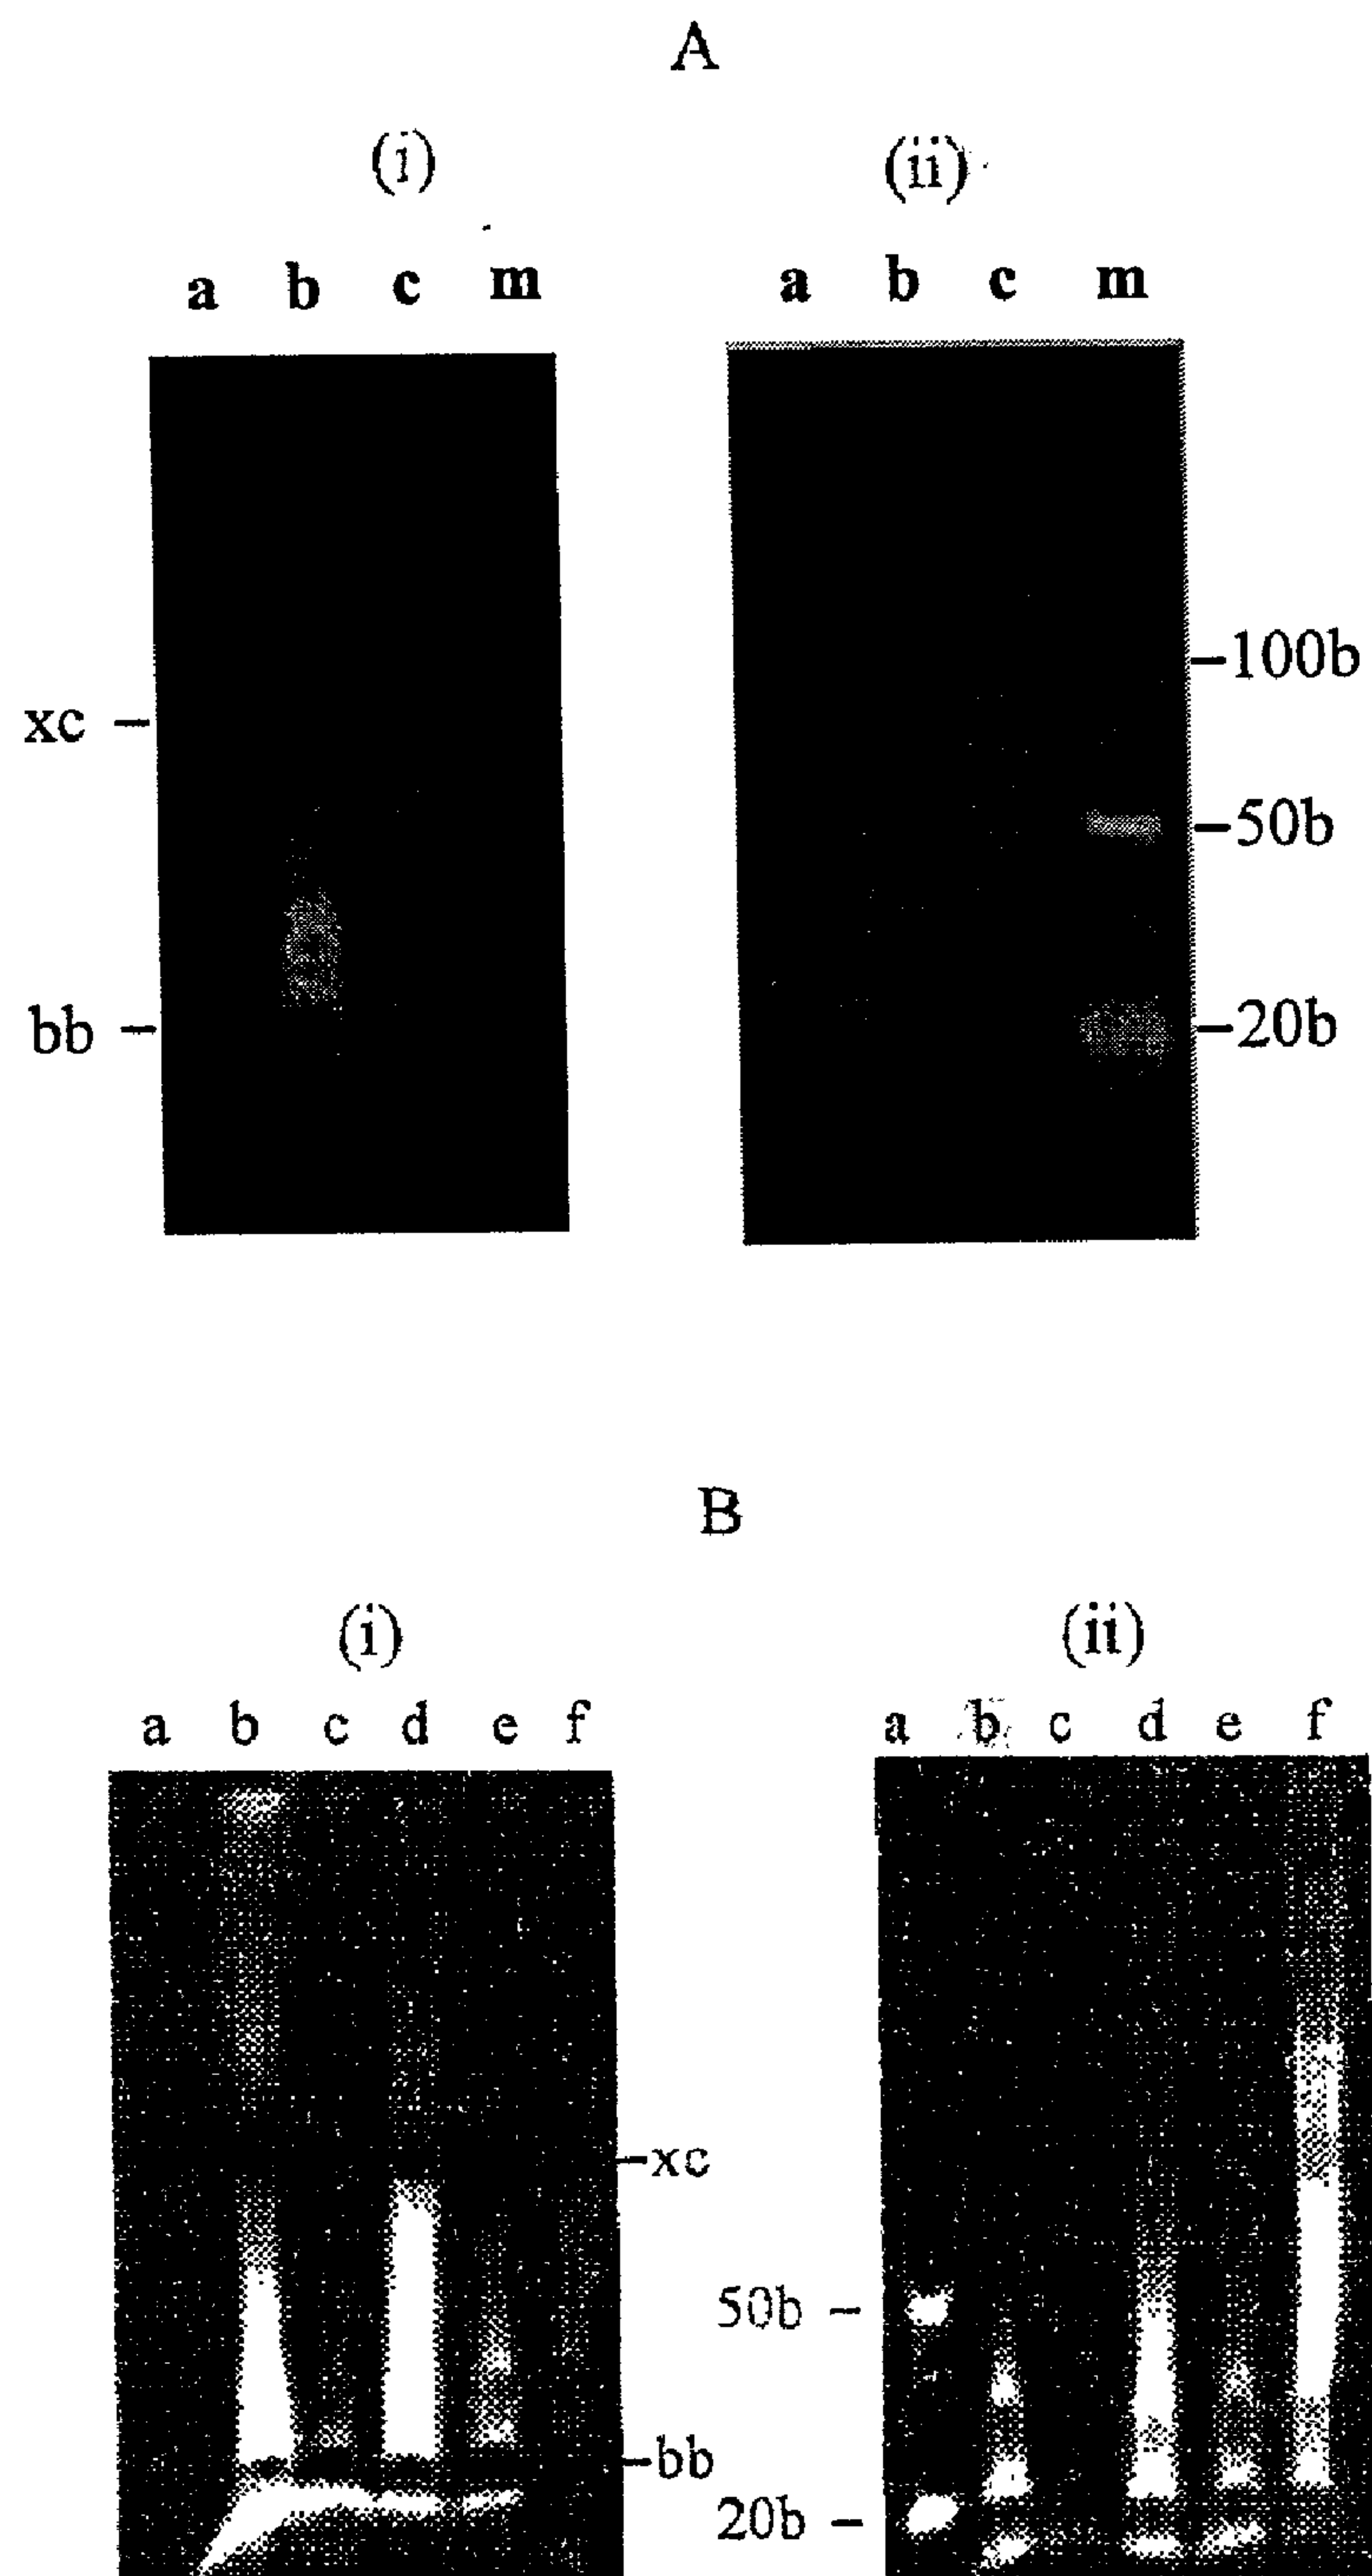 A
(i) (ii)
a b c m a b c m
100b
xc
50b
bb
20b
B
(i) (ii)
a b c d e f a b c d e f
xc
50b
bb
20b